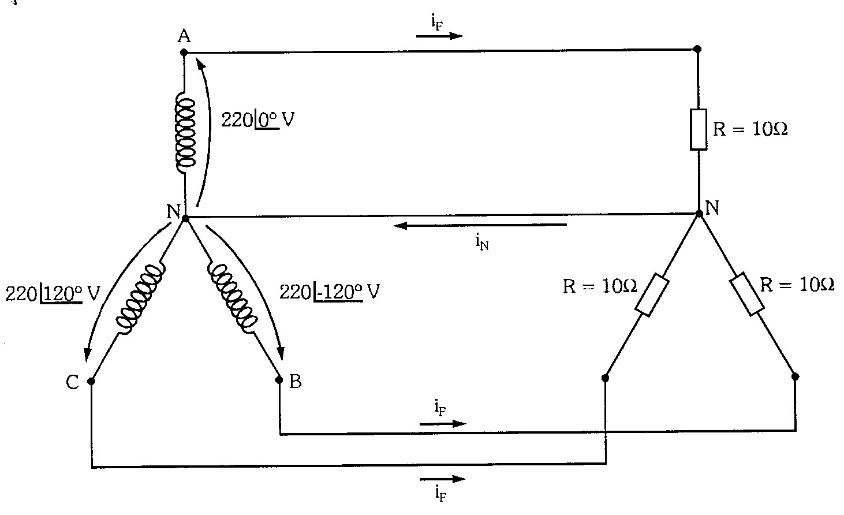 i_F
A
220|0° V
R = 10Ω
N
N
i_N
220|120° V
220|-120° V
R = 10Ω
R = 10Ω
C
B
i_F
i_F